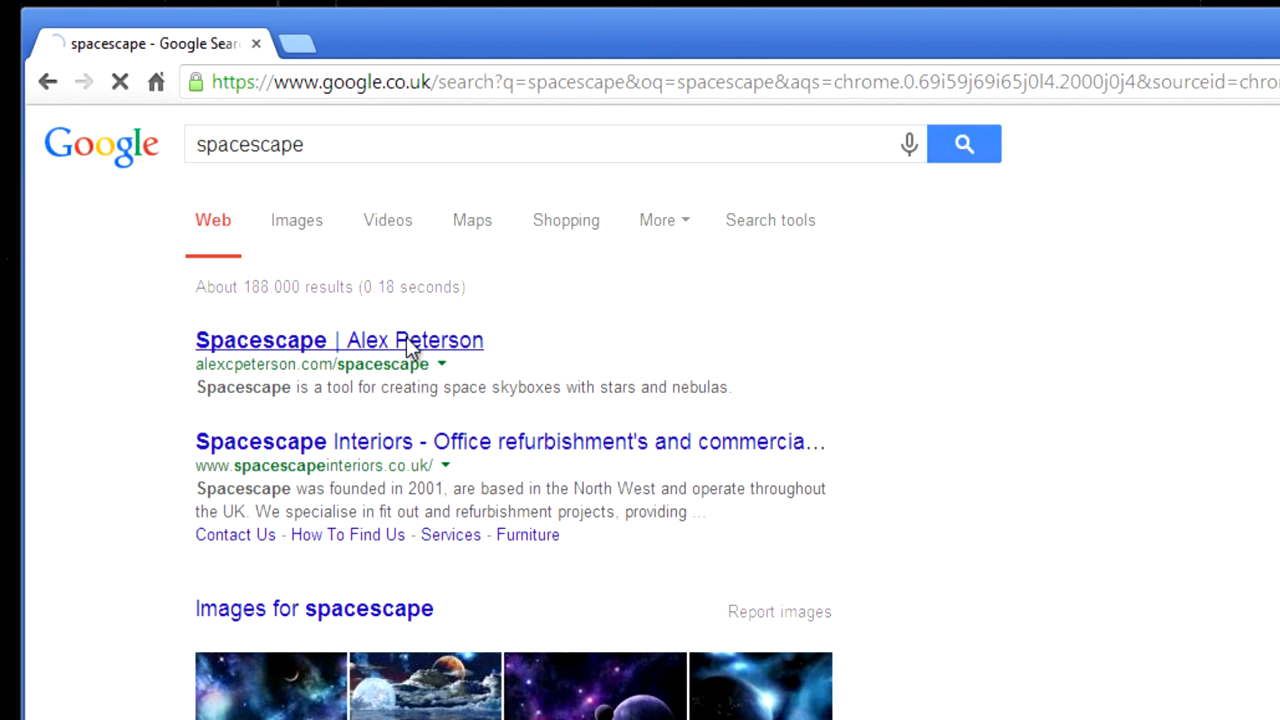 spacescape - Google Sear
https://www.google.co.uk/search?q=spacescape&oq=spacescape&aqs=chrome.0.69i59j69i65j0l4.2000j0j4&sourceid=chro
Google
spacescape
Web Images Videos Maps Shopping More Search tools
About 188 000 results (0.18 seconds)
Spacescape | Alex Peterson
alexcpeterson.com/spacescape
Spacescape is a tool for creating space skyboxes with stars and nebulas.
Spacescape Interiors - Office refurbishment's and commercia...
www.spacescapeinteriors.co.uk/
Spacescape was founded in 2001, are based in the North West and operate throughout
the UK. We specialise in fit out and refurbishment projects, providing ...
Contact Us - How To Find Us - Services - Furniture
Images for spacescape
Report images